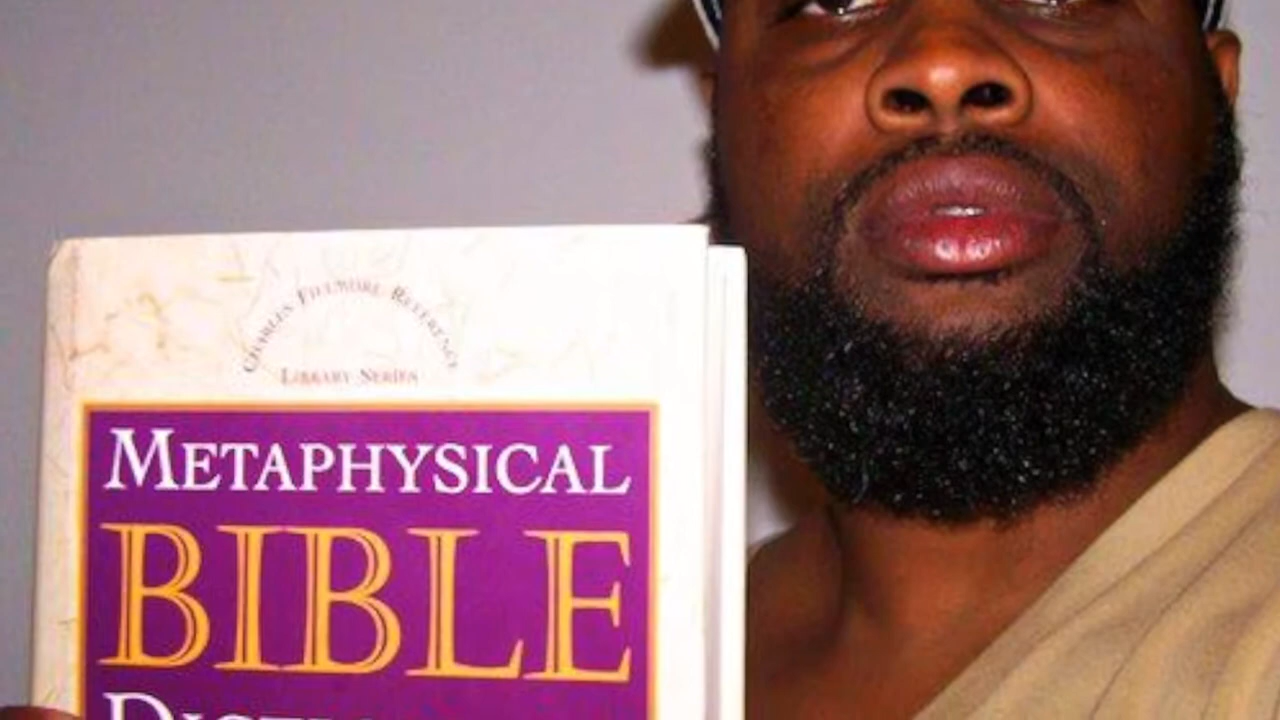 CHARLES FILLMORE REFERENCE
LIBRARY SERIES
METAPHYSICAL
BIBLE